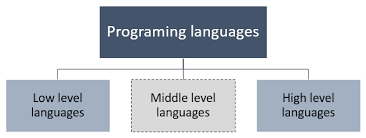 Programing languages
Low level
languages
Middle level
languages
High level
languages